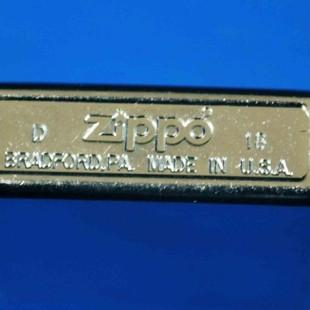 D Zippo 18
BRADFORD, PA. MADE IN U.S.A.